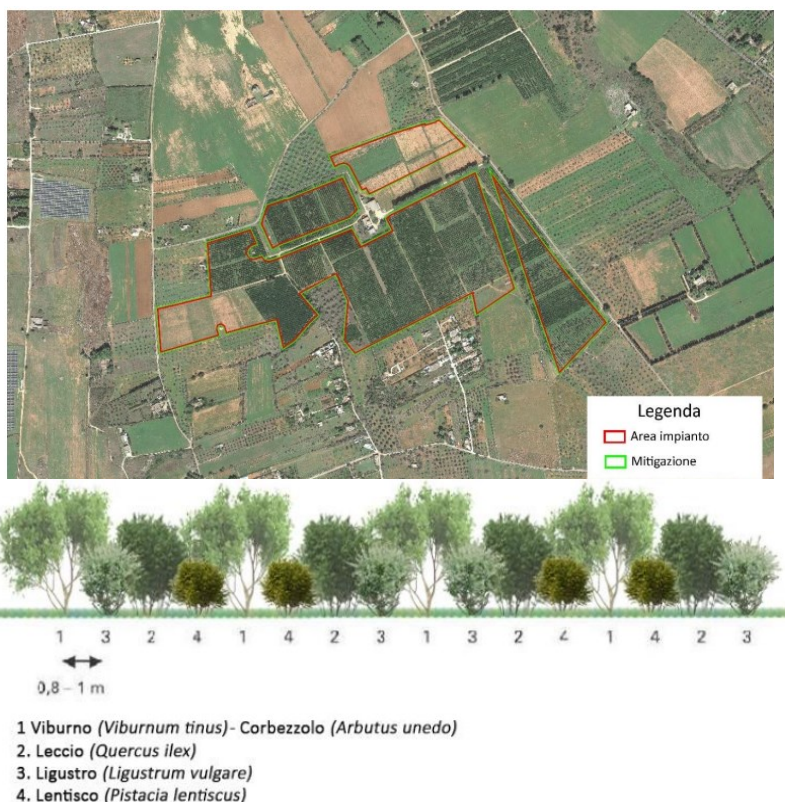 Legenda
Area impianto
Mitigazione
1 3 2 4 1 4 2 3 1 3 2 4 1 4 2 3
0,8 – 1 m
1 Viburno (Viburnum tinus)- Corbezzolo (Arbutus unedo)
2. Leccio (Quercus ilex)
3. Ligustro (Ligustrum vulgare)
4. Lentisco (Pistacia lentiscus)